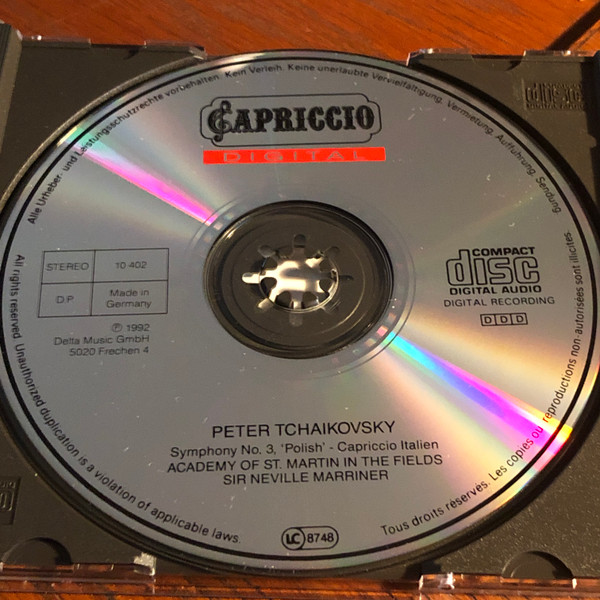 Alle Urheber- und Leistungsschutzrechte vorbehalten. Kein Verleih. Keine unerlaubte Vervielfältigung, Vermietung, Aufführung, Sendung.
CAPRICCIO
DIGITAL
STEREO
10 402
D.P
Made in
Germany
℗ 1992
Delta Music GmbH
5020 Frechen 4
COMPACT
disc
DIGITAL AUDIO
DIGITAL RECORDING
DDD
PETER TCHAIKOVSKY
Symphony No. 3, 'Polish' - Capriccio Italien
ACADEMY OF ST. MARTIN IN THE FIELDS
SIR NEVILLE MARRINER
LC 8748
All rights reserved. Unauthorized duplication is a violation of applicable laws.
Tous droits réservés. Les copies ou reproductions non-autorisées sont illicites.